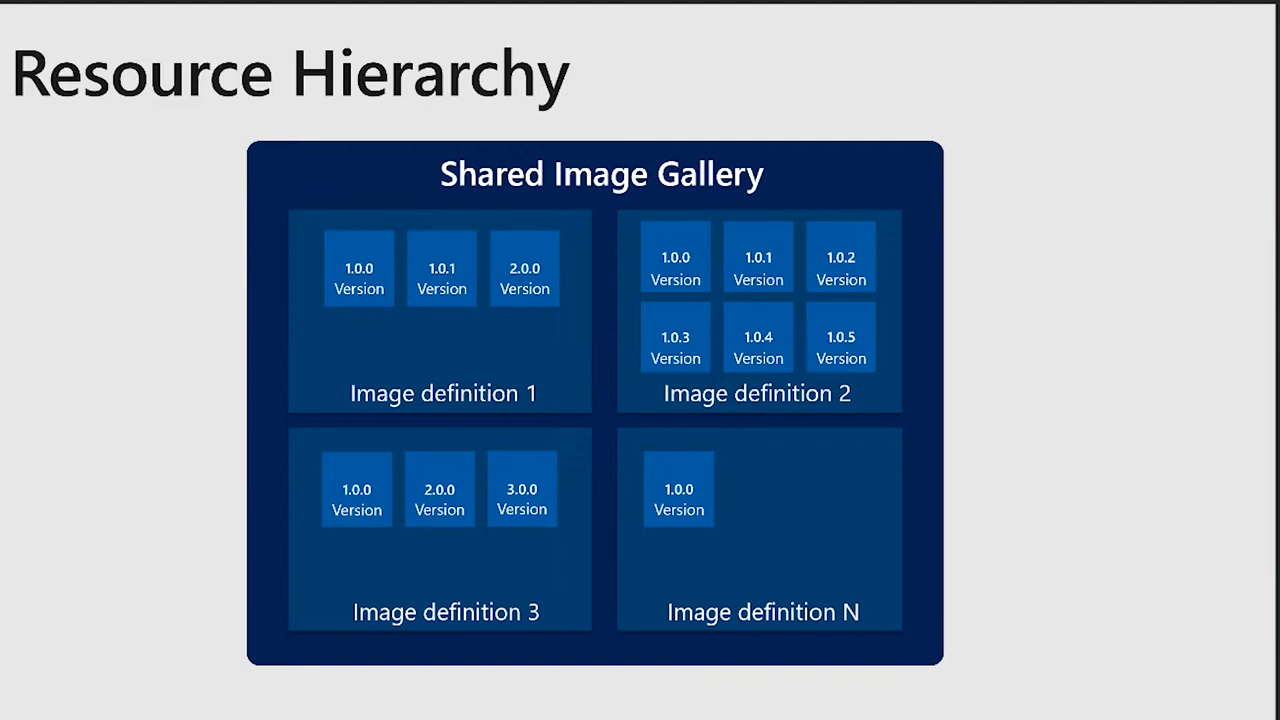 Resource Hierarchy
Shared Image Gallery
1.0.0
Version
1.0.1
Version
2.0.0
Version
Image definition 1
1.0.0
Version
1.0.1
Version
1.0.2
Version
1.0.3
Version
1.0.4
Version
1.0.5
Version
Image definition 2
1.0.0
Version
2.0.0
Version
3.0.0
Version
Image definition 3
1.0.0
Version
Image definition N